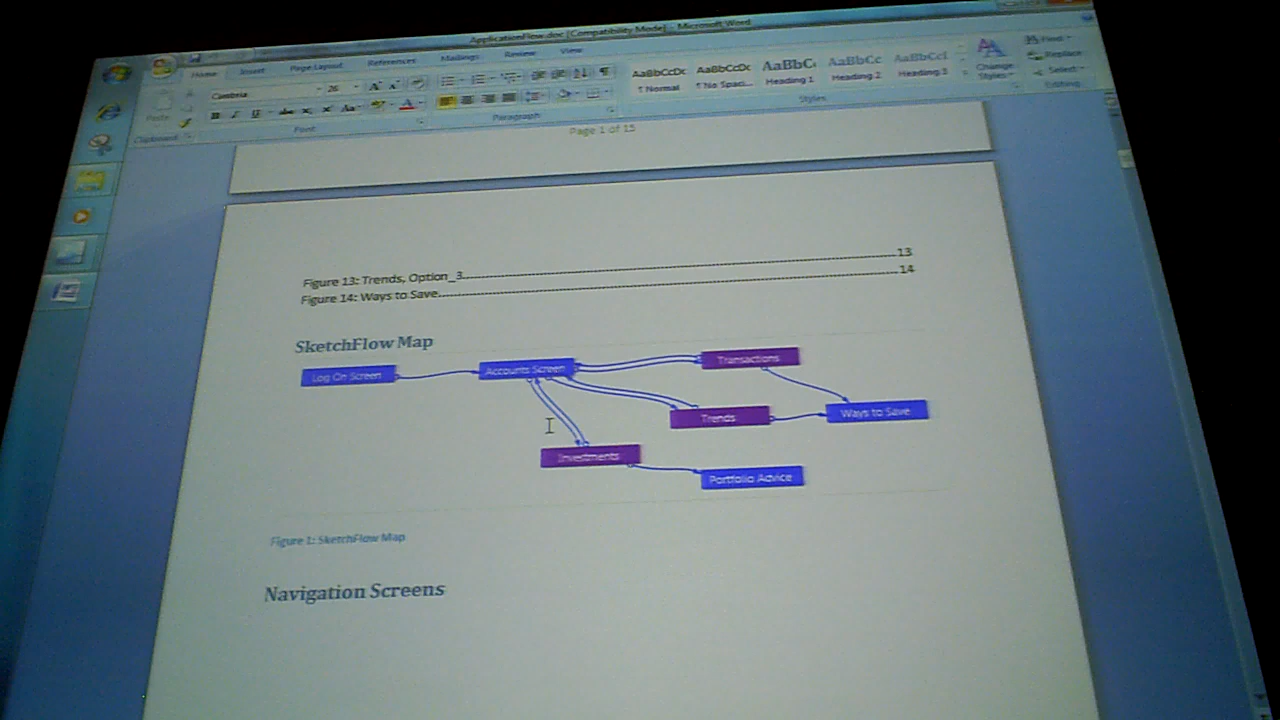 ApplicationFlow.doc [Compatibility Mode] - Microsoft Word
Home Insert Page Layout References Mailings Review View
Cambria 26
Paste
Clipboard Font Paragraph Styles Editing
AaBbCcDc AaBbCcDc AaBbC AaBbCc AaBbCcI
¶ Normal ¶ No Spaci... Heading 1 Heading 2 Heading 3
Change Styles
Find
Replace
Select
Page 1 of 15
Figure 13: Trends, Option_3 13
Figure 14: Ways to Save 14
SketchFlow Map
Log On Screen Accounts Screen Transactions
Trends Ways to Save
Investments Portfolio Advice
Figure 1: SketchFlow Map
Navigation Screens